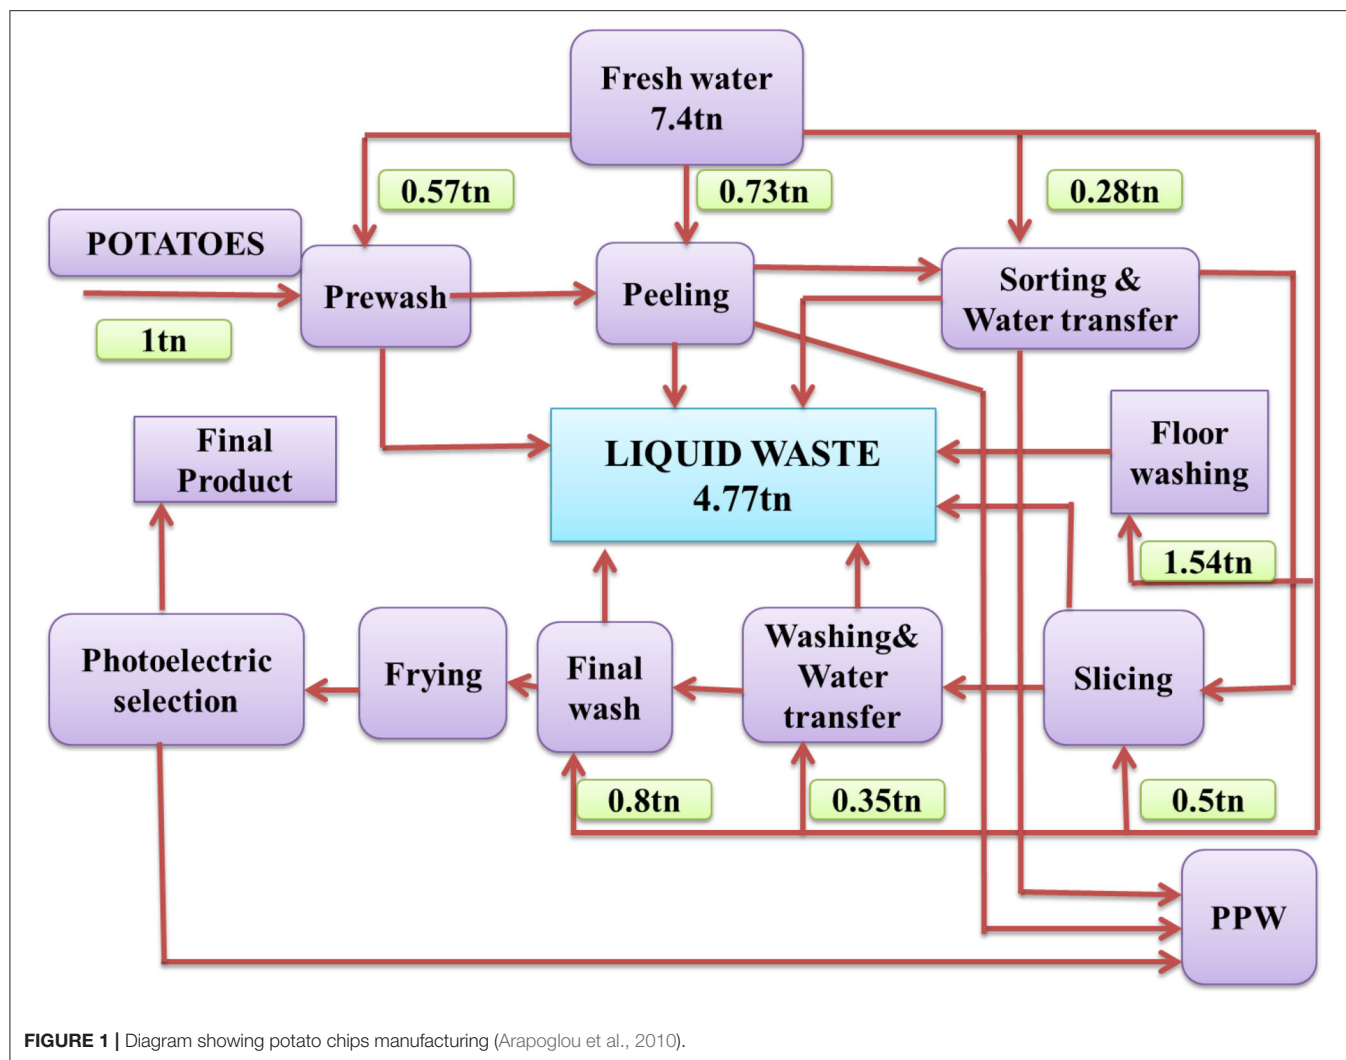 Fresh water
7.4tn
0.57tn
0.73tn
0.28tn
POTATOES
Prewash
Peeling
Sorting &
Water transfer
1tn
Final
Product
LIQUID WASTE
4.77tn
Floor
washing
1.54tn
Photoelectric
selection
Frying
Final
wash
Washing&
Water
transfer
Slicing
0.8tn
0.35tn
0.5tn
PPW
FIGURE 1 | Diagram showing potato chips manufacturing (Arapoglou et al., 2010).